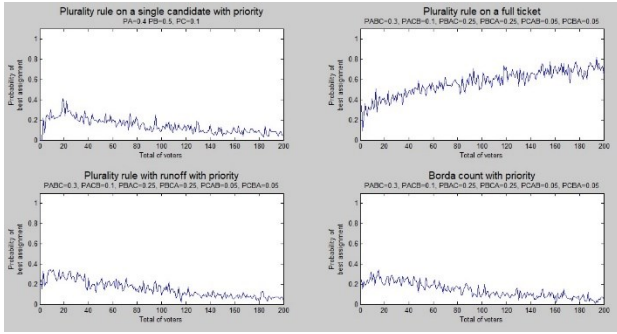 Plurality rule on a single candidate with priority
PA=0.4 PB=0.5, PC=0.1
Probability of
best assignment
1
0.8
0.6
0.4
0.2
0
0 20 40 60 80 100 120 140 160 180 200
Total of voters
Plurality rule on a full ticket
PABC=0.3, PACB=0.1, PBAC=0.25, PBCA=0.25, PCAB=0.05, PCBA=0.05
Probability of
best assignment
1
0.8
0.6
0.4
0.2
0
0 20 40 60 80 100 120 140 160 180 200
Total of voters
Plurality rule with runoff with priority
PABC=0.3, PACB=0.1, PBAC=0.25, PBCA=0.25, PCAB=0.05, PCBA=0.05
Probability of
best assignment
1
0.8
0.6
0.4
0.2
0
0 20 40 60 80 100 120 140 160 180 200
Total of voters
Borda count with priority
PABC=0.3, PACB=0.1, PBAC=0.25, PBCA=0.25, PCAB=0.05, PCBA=0.05
Probability of
best assignment
1
0.8
0.6
0.4
0.2
0
0 20 40 60 80 100 120 140 160 180 200
Total of voters